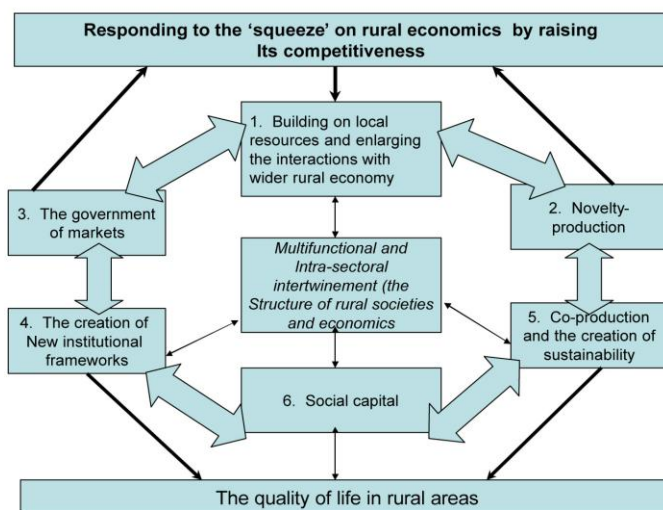 Responding to the ‘squeeze’ on rural economics by raising
Its competitiveness
1. Building on local
resources and enlarging
the interactions with
wider rural economy
3. The government
of markets
2. Novelty-
production
Multifunctional and
Intra-sectoral
intertwinement (the
Structure of rural societies
and economics
4. The creation of
New institutional
frameworks
5. Co-production
and the creation of
sustainability
6. Social capital
The quality of life in rural areas